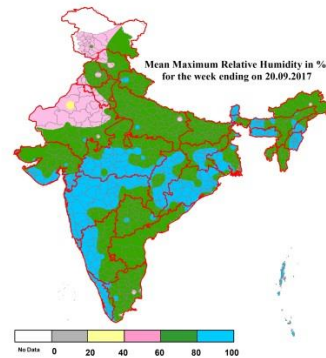 Mean Maximum Relative Humidity in %
for the week ending on 20.09.2017
No Data 0 20 40 60 80 100